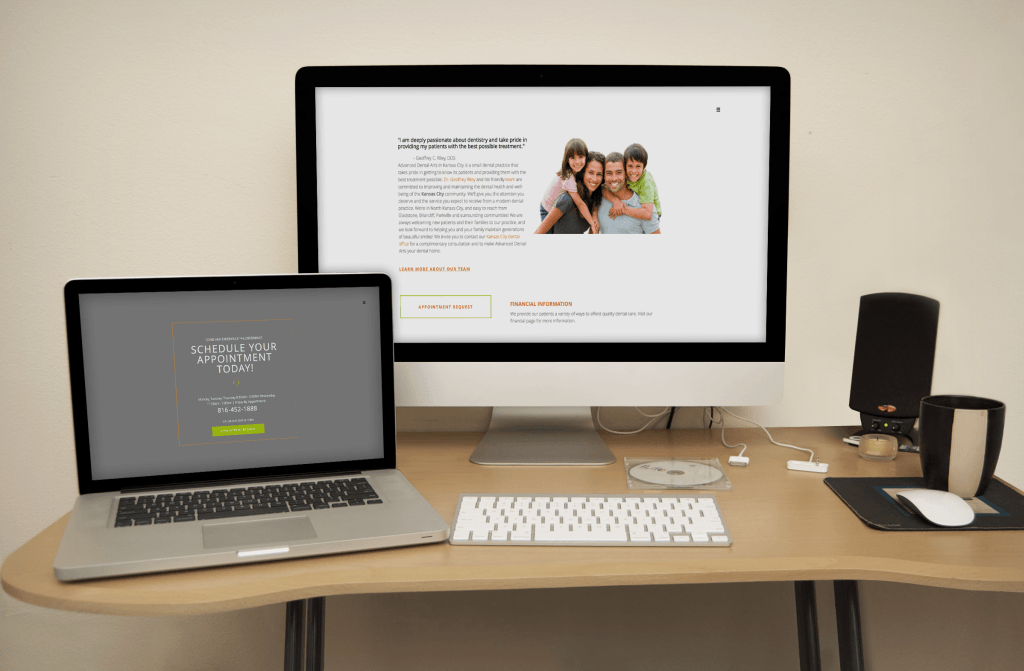 "I am deeply passionate about dentistry and take pride in
providing my patients with the best possible treatment."
- Geoffrey C. Riley, DDS
Advanced Dental Arts in Kansas City is a small dental practice that
takes pride in getting to know its patients and providing them with the
best treatment possible. Dr. Geoffrey Riley and his friendly team are
committed to improving and maintaining the dental health and well-
being of the Kansas City community. We'll give you the attention you
deserve and the service you expect to receive from a modern dental
practice. We're in North Kansas City, and easy to reach from
Gladstone, Briarcliff, Parkville and surrounding communities! We are
always welcoming new patients and their families to our practice, and
we look forward to helping you and your family maintain generations
of beautiful smiles! We invite you to contact our Kansas City dental
office for a complimentary consultation and to make Advanced Dental
Arts your dental home.
LEARN MORE ABOUT OUR TEAM
APPOINTMENT REQUEST
FINANCIAL INFORMATION
We provide our patients a variety of ways to afford quality dental care. Visit our
financial page for more information.
SCHEDULE YOUR
APPOINTMENT
TODAY!
816-452-1888